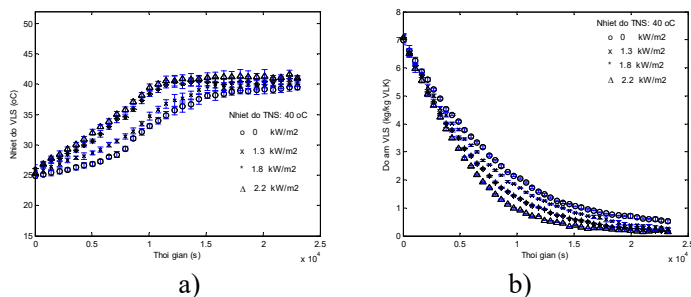 50
45
40
35
30
25
20
15
Nhiet do VLS (oC)
Nhiet do TNS: 40 oC
o 0 kW/m2
x 1.3 kW/m2
* 1.8 kW/m2
Δ 2.2 kW/m2
0 0.5 1 1.5 2 2.5
Thoi gian (s)
x 10⁴
a)
8
7
6
5
4
3
2
1
0
Do am VLS (kg/kg VLK)
Nhiet do TNS: 40 oC
o 0 kW/m2
x 1.3 kW/m2
* 1.8 kW/m2
Δ 2.2 kW/m2
0 0.5 1 1.5 2 2.5
Thoi gian (s)
x 10⁴
b)